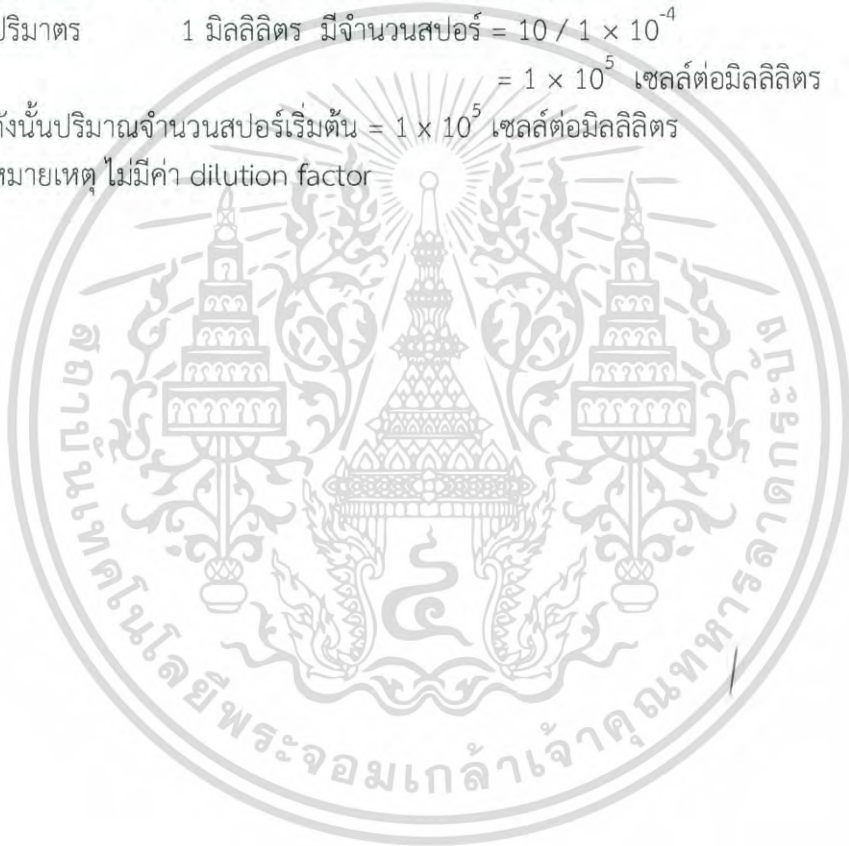 ปริมาตร 1 มิลลิลิตร มีจำนวนสปอร์ = 10 / 1 × 10⁻⁴
= 1 × 10⁵ เซลล์ต่อมิลลิลิตร
ดังนั้นปริมาณจำนวนสปอร์เริ่มต้น = 1 x 10⁵ เซลล์ต่อมิลลิลิตร
หมายเหตุ ไม่มีค่า dilution factor
สถาบันเทคโนโลยีพระจอมเกล้าเจ้าคุณทหารลาดกระบัง